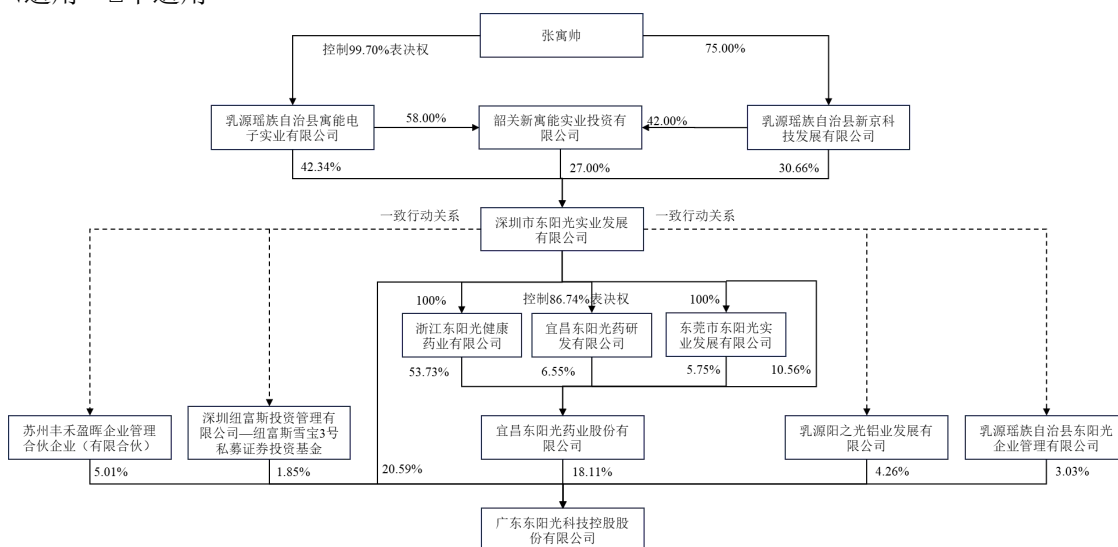 张寓帅
控制99.70%表决权
75.00%
乳源瑶族自治县寓能电
子实业有限公司
58.00%
韶关新寓能实业投资有
限公司
42.00%
乳源瑶族自治县新京科
技发展有限公司
42.34%
27.00%
30.66%
一致行动关系
深圳市东阳光实业发展
有限公司
一致行动关系
100%
控制86.74%表决权
100%
浙江东阳光健康
药业有限公司
宜昌东阳光药研
发有限公司
东莞市东阳光实
业发展有限公司
53.73%
6.55%
5.75%
10.56%
苏州丰禾盈晖企业管理
合伙企业（有限合伙）
深圳纽富斯投资管理有
限公司—纽富斯雪宝3号
私募证券投资基金
宜昌东阳光药业股份有
限公司
乳源阳之光铝业发展有
限公司
乳源瑶族自治县东阳光
企业管理有限公司
5.01%
1.85%
20.59%
18.11%
4.26%
3.03%
广东东阳光科技控股股
份有限公司